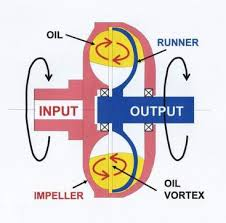 OIL
RUNNER
INPUT
OUTPUT
IMPELLER
OIL
VORTEX